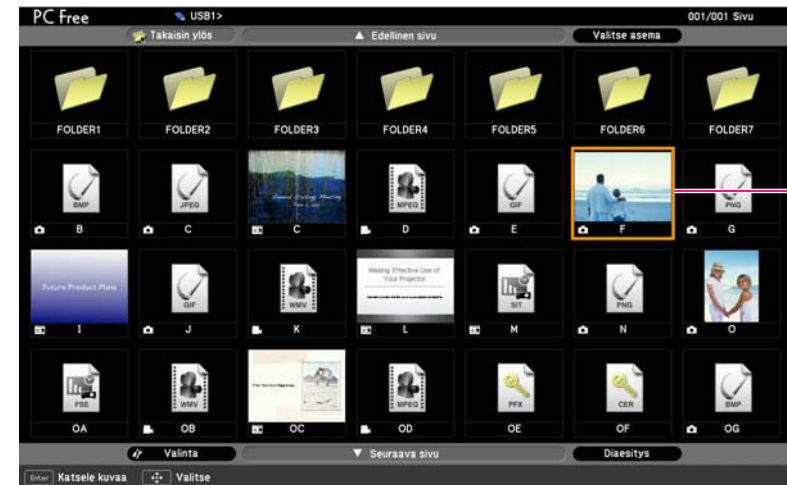 PC Free USB1> 001/001 Sivu
Takaisin ylös Edellinen sivu Valitse asema
FOLDER1 FOLDER2 FOLDER3 FOLDER4 FOLDER5 FOLDER6 FOLDER7
BMP JPEG MPEG GIF PNG
B C C D E F G
Future Product Plans GIF WMV Making Effective Use of Your Projector SIT PNG
I J K L M N O
FSE WMV MPEG PFX CER BMP
OA OB OC OD OE OF OG
Valinta Seuraava sivu Diaesitys
Enter Katsele kuvaa Valitse